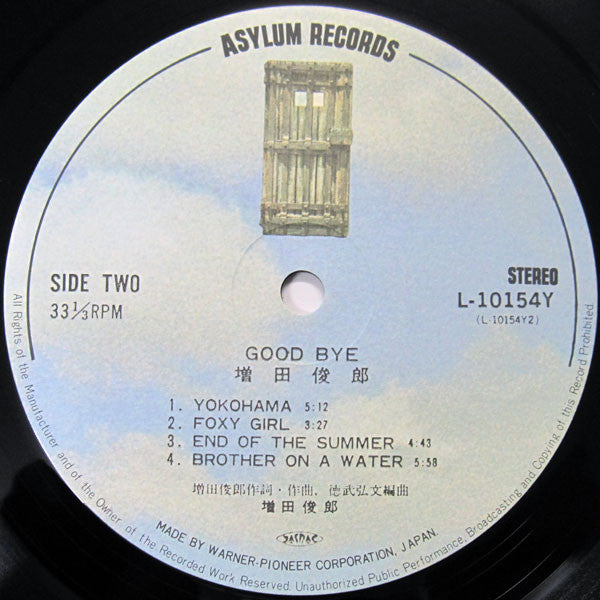 ASYLUM RECORDS
SIDE TWO
33 1/3 RPM
STEREO
L-10154Y
(L-10154Y2)
GOOD BYE
増田俊郎
1. YOKOHAMA 5:12
2. FOXY GIRL 3:27
3. END OF THE SUMMER 4:43
4. BROTHER ON A WATER 5:58
増田俊郎作詞・作曲, 徳武弘文編曲
増田俊郎
JASRAC
MADE BY WARNER-PIONEER CORPORATION, JAPAN.
All Rights of the Manufacturer and of the Owner of the Recorded Work Reserved. Unauthorized Public Performance, Broadcasting and Copying of this Record Prohibited.